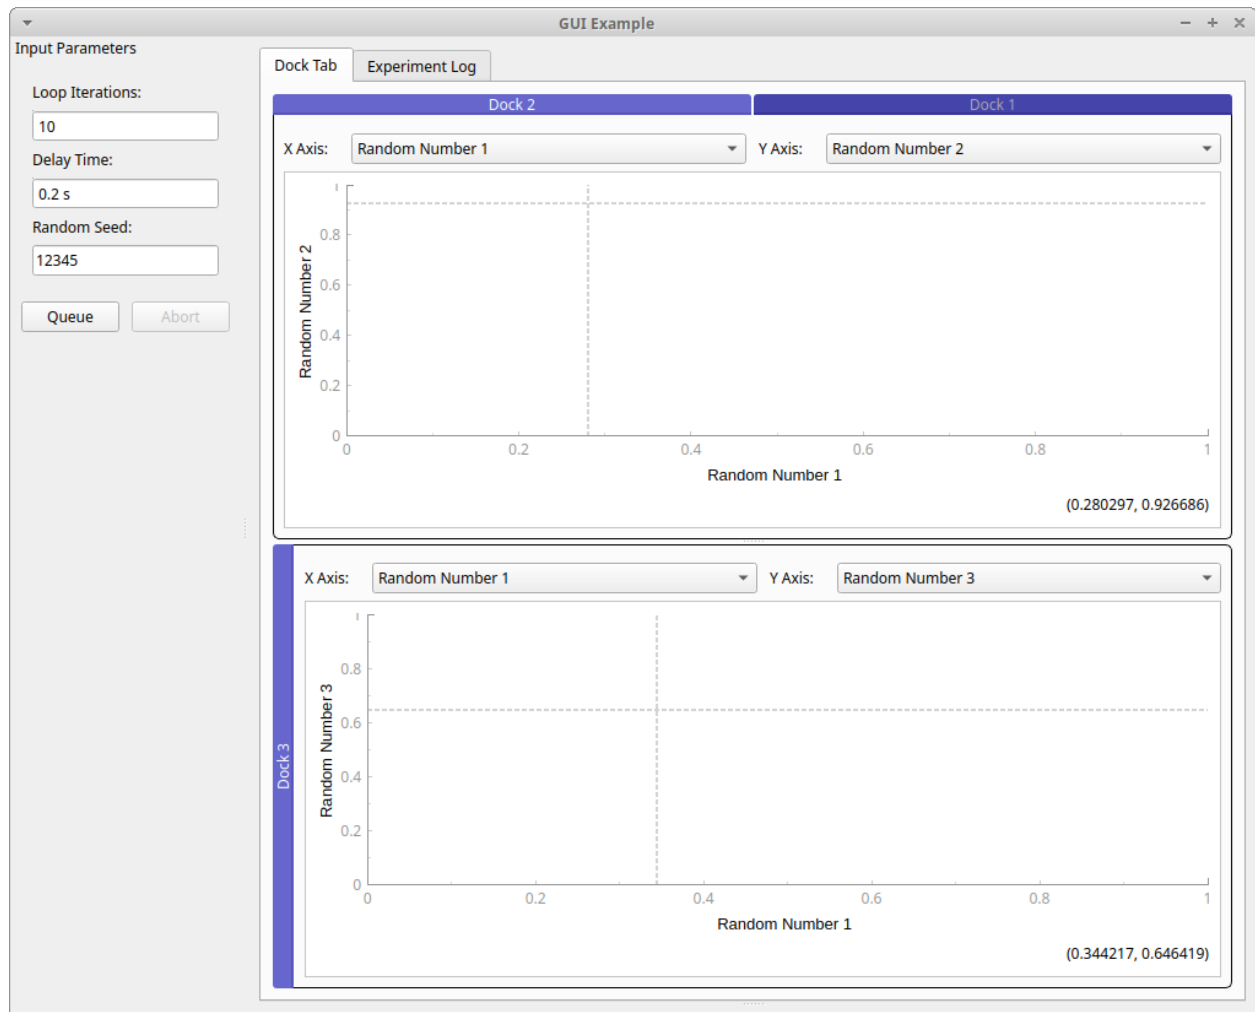 GUI Example
Input Parameters
Loop Iterations:
10
Delay Time:
0.2 s
Random Seed:
12345
Queue Abort
Dock Tab Experiment Log
Dock 2 Dock 1
X Axis: Random Number 1 Y Axis: Random Number 2
1
0.8
0.6
0.4
0.2
0
Random Number 2
0 0.2 0.4 0.6 0.8 1
Random Number 1
(0.280297, 0.926686)
Dock 3
X Axis: Random Number 1 Y Axis: Random Number 3
1
0.8
0.6
0.4
0.2
0
Random Number 3
0 0.2 0.4 0.6 0.8 1
Random Number 1
(0.344217, 0.646419)